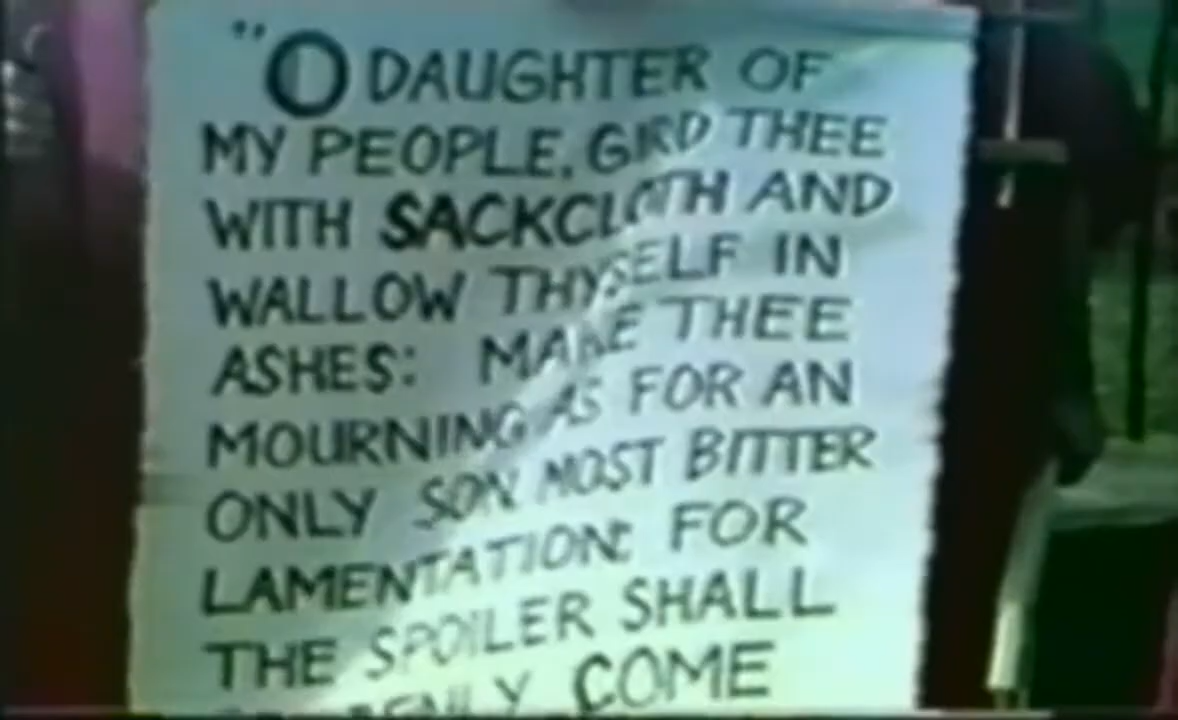 "O DAUGHTER OF
MY PEOPLE, GIRD THEE
WITH SACKCLOTH AND
WALLOW THYSELF IN
ASHES: MAKE THEE
MOURNING AS FOR AN
ONLY SON MOST BITTER
LAMENTATION: FOR
THE SPOILER SHALL
COME